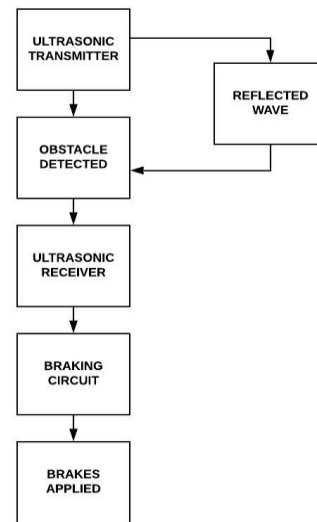 ULTRASONIC
TRANSMITTER
REFLECTED
WAVE
OBSTACLE
DETECTED
ULTRASONIC
RECEIVER
BRAKING
CIRCUIT
BRAKES
APPLIED